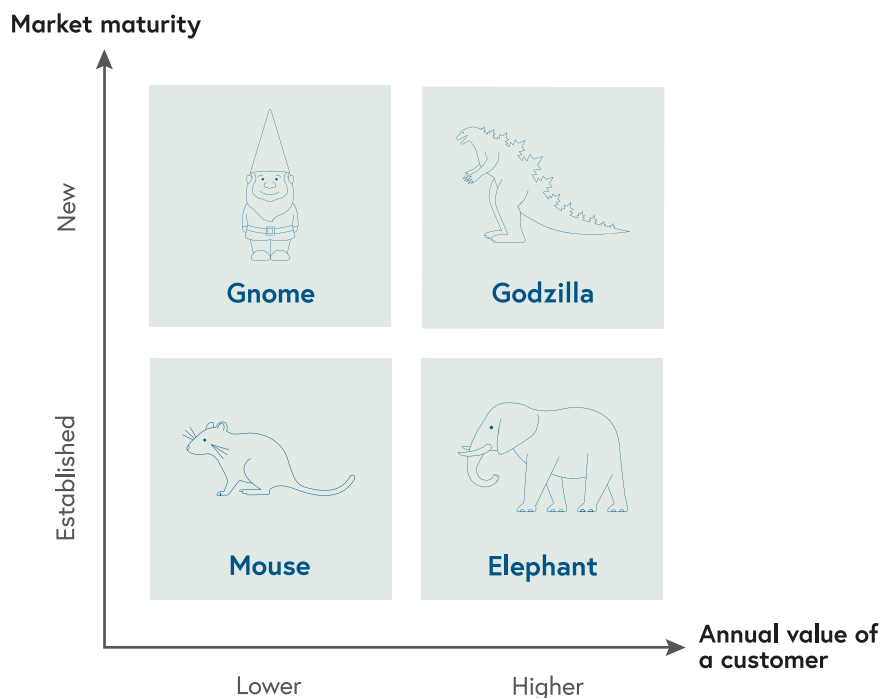 Market maturity
New
Gnome
Godzilla
Established
Mouse
Elephant
Annual value of
a customer
Lower
Higher